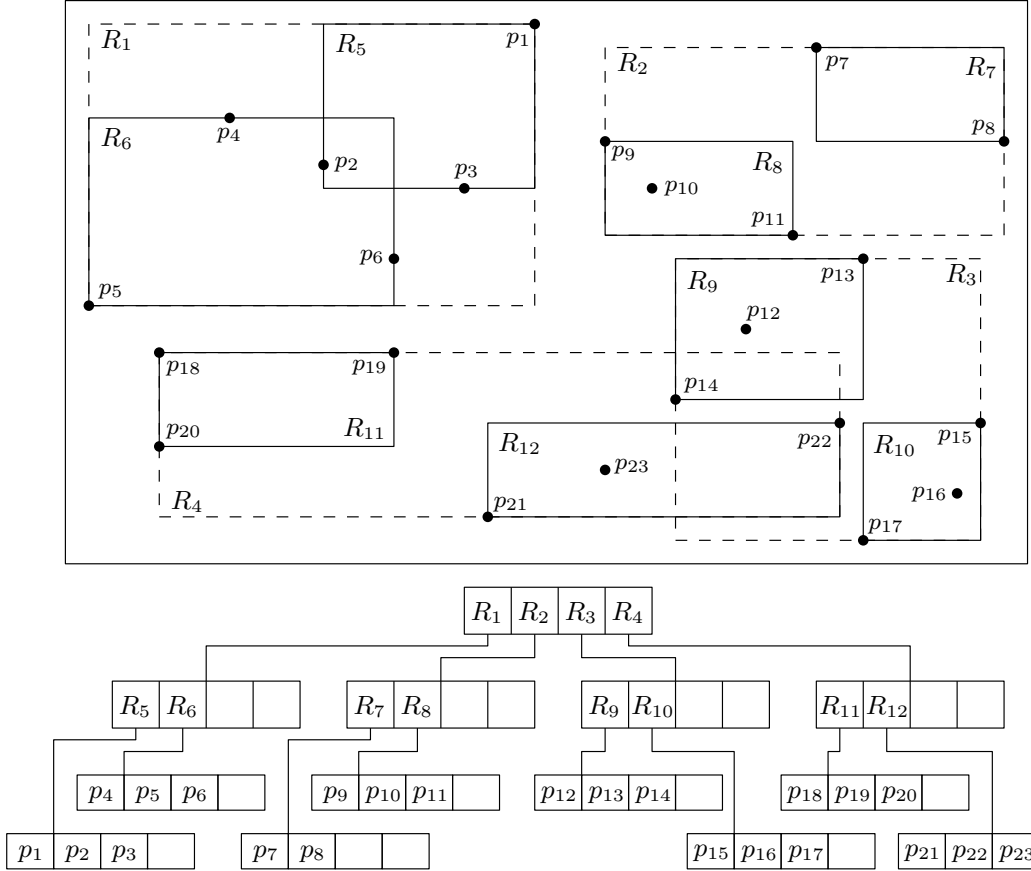 R₁ R₅ p₁
R₂ p₇ R₇
R₆ p₄ p₂ p₃
p₉ R₈ p₈
p₁₀
p₁₁
p₆ p₁₃ R₃
p₅ R₉
p₁₂
p₁₈ p₁₉ p₁₄
p₂₀ R₁₁ R₁₂ p₂₂ R₁₀ p₁₅
p₂₃
R₄ p₂₁ p₁₆
p₁₇
R₁ R₂ R₃ R₄
R₅ R₆ R₇ R₈ R₉ R₁₀ R₁₁ R₁₂
p₄ p₅ p₆ p₉ p₁₀ p₁₁ p₁₂ p₁₃ p₁₄ p₁₈ p₁₉ p₂₀
p₁ p₂ p₃ p₇ p₈ p₁₅ p₁₆ p₁₇ p₂₁ p₂₂ p₂₃